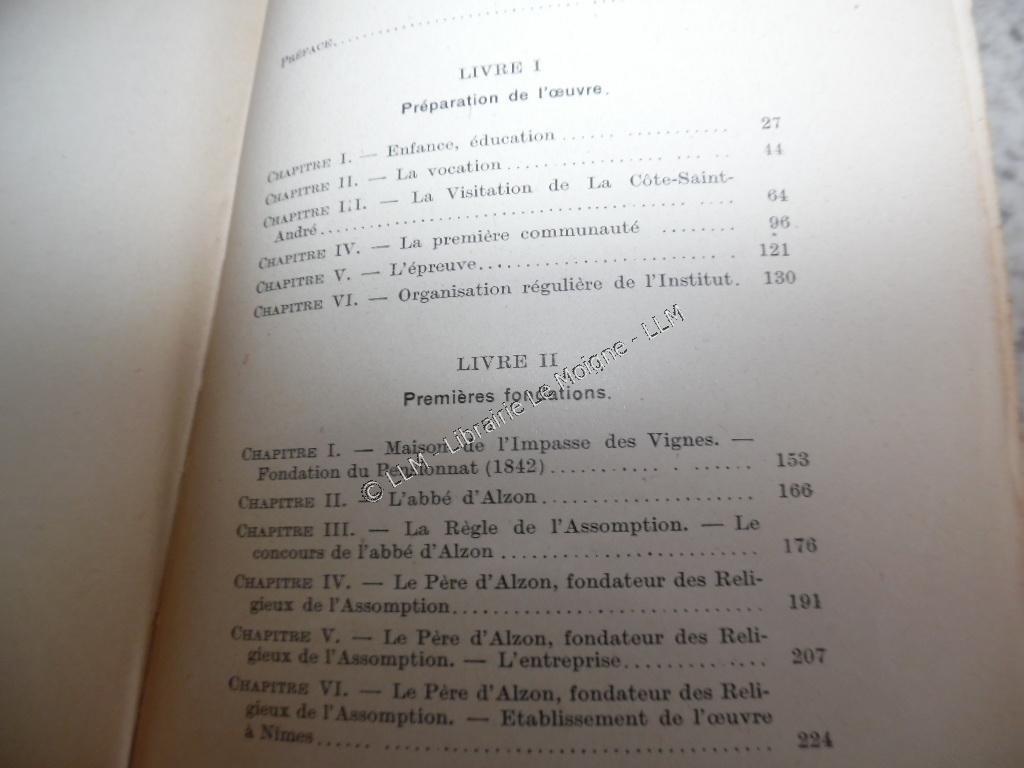 PRÉFACE
LIVRE I
Préparation de l'œuvre.
CHAPITRE I. — Enfance, éducation ........ 27
CHAPITRE II. — La vocation ........ 44
CHAPITRE III. — La Visitation de La Côte-Saint-
André ........ 64
CHAPITRE IV. — La première communauté ........ 96
CHAPITRE V. — L'épreuve ........ 121
CHAPITRE VI. — Organisation régulière de l'Institut. 130
LIVRE II
Premières fondations.
CHAPITRE I. — Maison de l'Impasse des Vignes. —
Fondation du Pensionnat (1842) ........ 153
CHAPITRE II. — L'abbé d'Alzon ........ 166
CHAPITRE III. — La Règle de l'Assomption. — Le
concours de l'abbé d'Alzon ........ 176
CHAPITRE IV. — Le Père d'Alzon, fondateur des Reli-
gieux de l'Assomption ........ 191
CHAPITRE V. — Le Père d'Alzon, fondateur des Reli-
gieux de l'Assomption. — L'entreprise ........ 207
CHAPITRE VI. — Le Père d'Alzon, fondateur des Reli-
gieux de l'Assomption. — Etablissement de l'œuvre
à Nîmes ........ 224
© LLM - Librairie Le Moigne - LLM